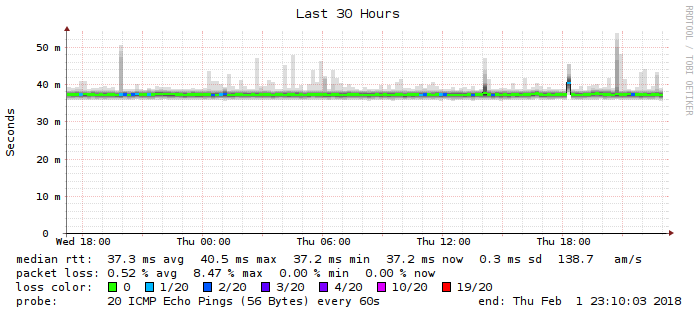 Last 30 Hours
RRDTOOL / TOBI OETIKER
Seconds
50 m
40 m
30 m
20 m
10 m
0
Wed 18:00 Thu 00:00 Thu 06:00 Thu 12:00 Thu 18:00
median rtt: 37.3 ms avg 40.5 ms max 37.2 ms min 37.2 ms now 0.3 ms sd 138.7 am/s
packet loss: 0.52 % avg 8.47 % max 0.00 % min 0.00 % now
loss color: 0 1/20 2/20 3/20 4/20 10/20 19/20
probe: 20 ICMP Echo Pings (56 Bytes) every 60s end: Thu Feb 1 23:10:03 2018